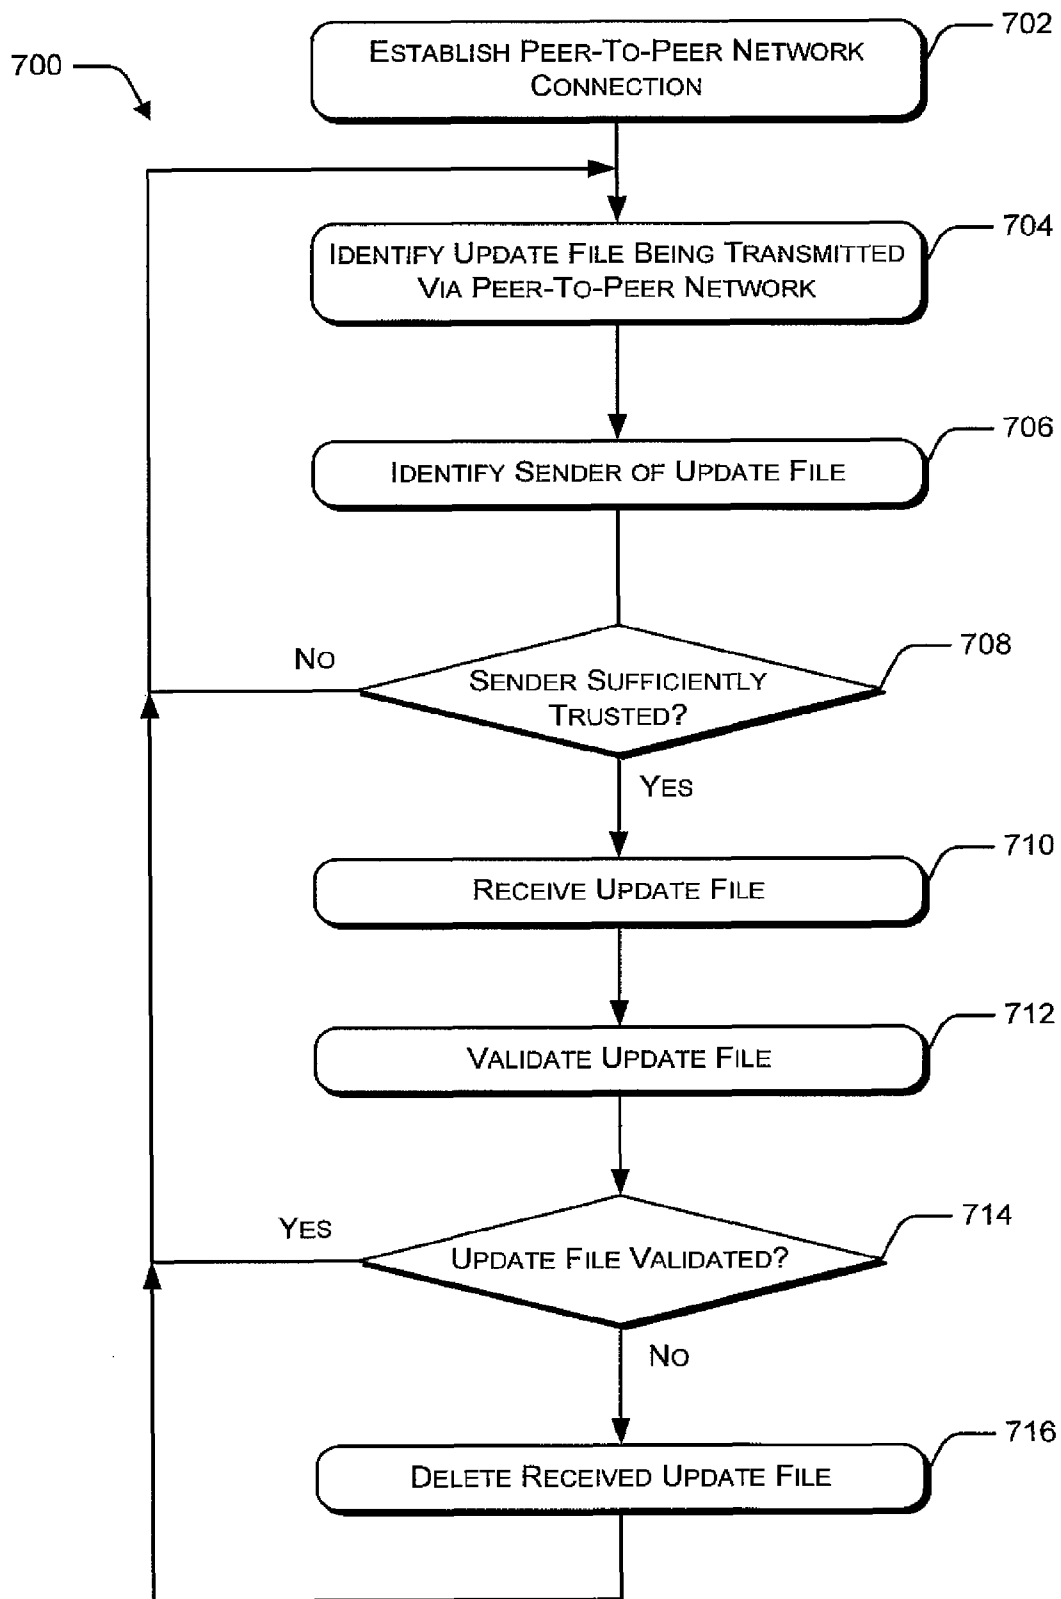 700
702
ESTABLISH PEER-TO-PEER NETWORK
CONNECTION
704
IDENTIFY UPDATE FILE BEING TRANSMITTED
VIA PEER-TO-PEER NETWORK
706
IDENTIFY SENDER OF UPDATE FILE
708
NO
SENDER SUFFICIENTLY
TRUSTED?
YES
710
RECEIVE UPDATE FILE
712
VALIDATE UPDATE FILE
714
YES
UPDATE FILE VALIDATED?
NO
716
DELETE RECEIVED UPDATE FILE